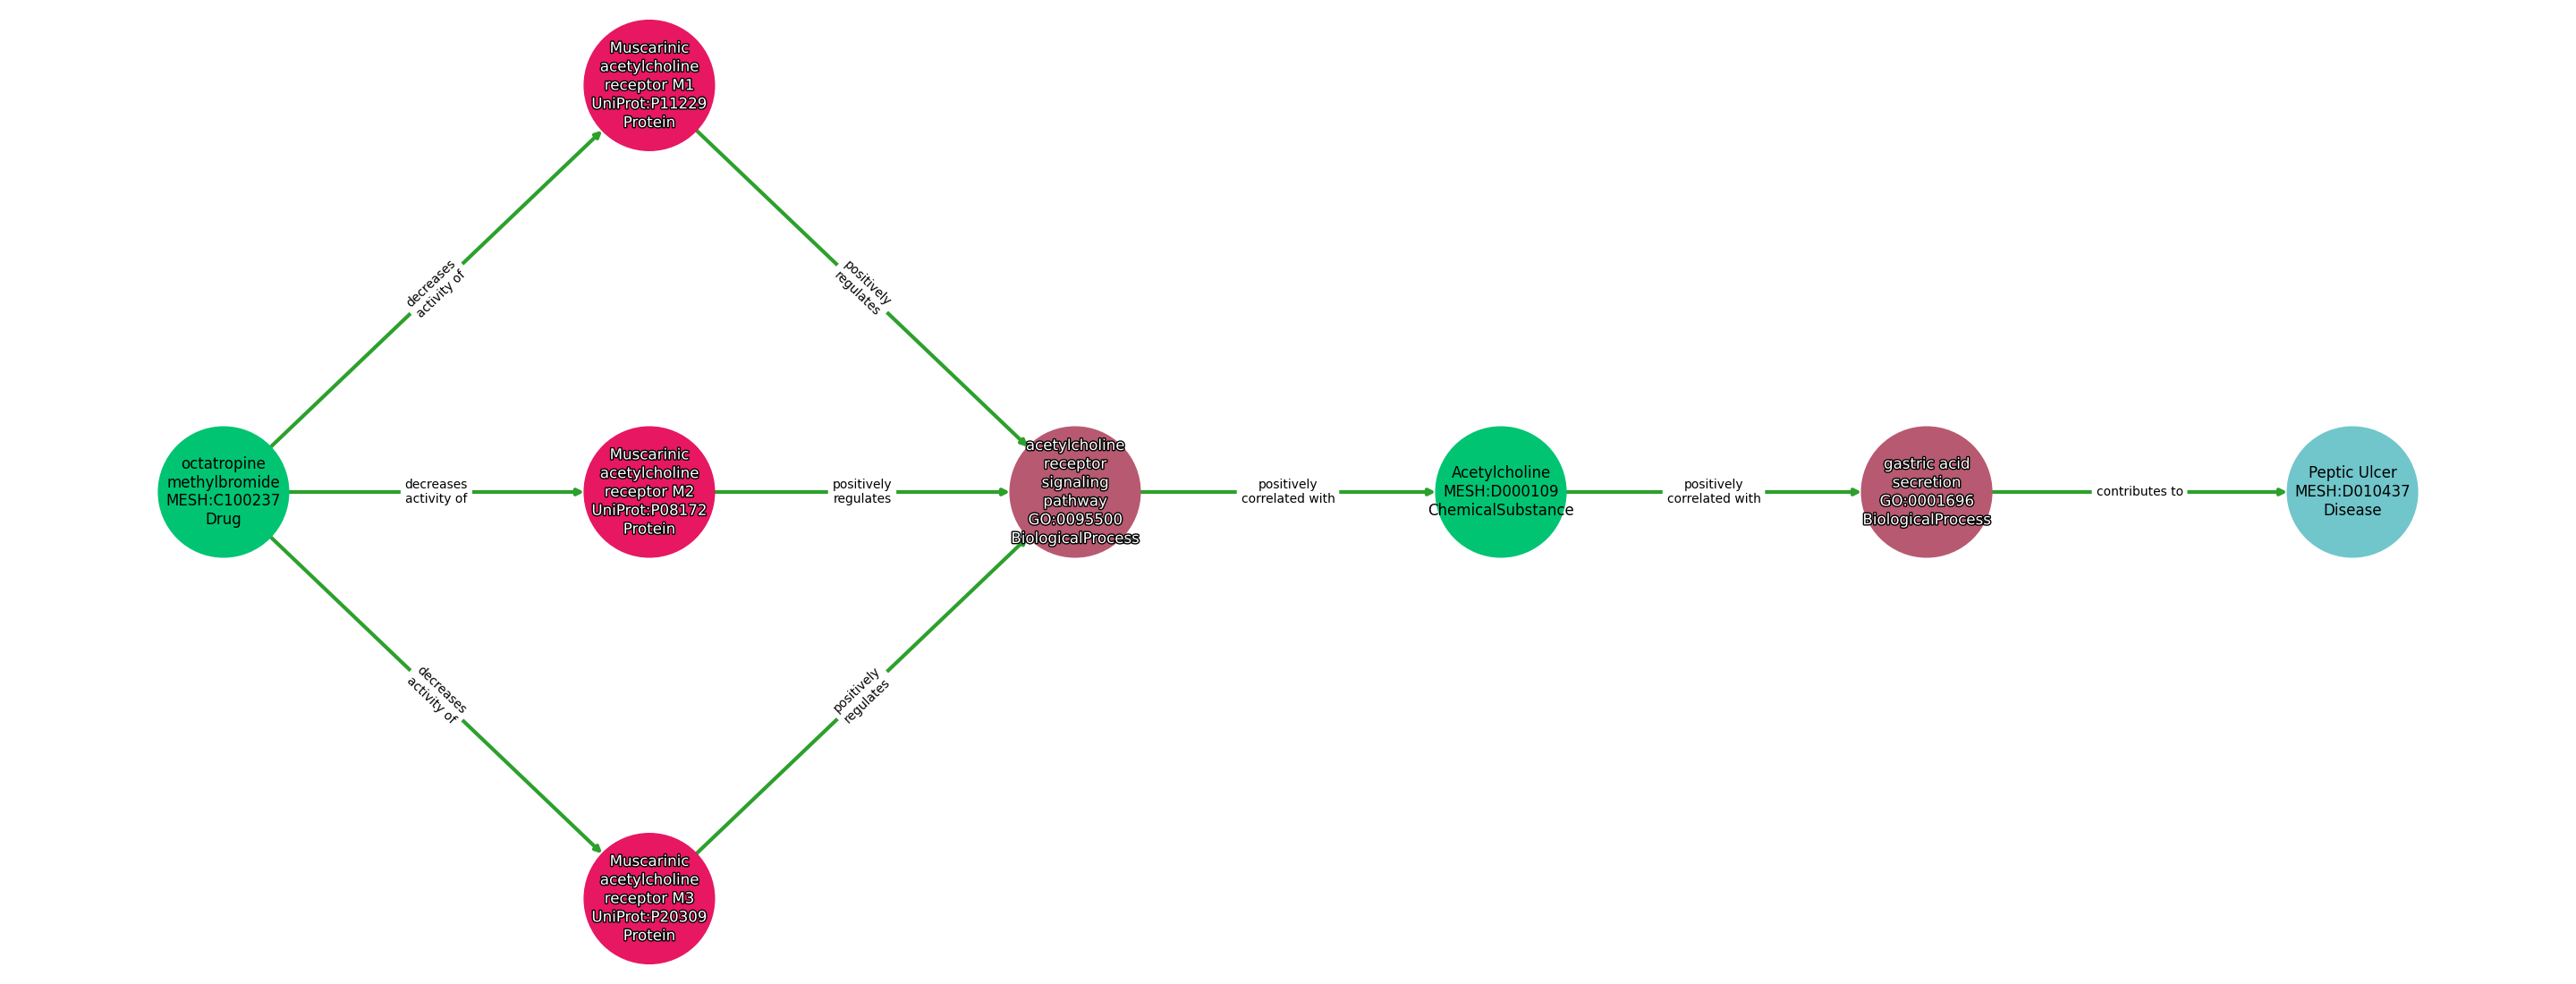 Muscarinic
acetylcholine
receptor M1
UniProt:P11229
Protein
decreases
activity of
positively
regulates
octatropine
methylbromide
MESH:C100237
Drug
decreases
activity of
Muscarinic
acetylcholine
receptor M2
UniProt:P08172
Protein
positively
regulates
acetylcholine
receptor
signaling
pathway
GO:0095500
BiologicalProcess
positively
correlated with
Acetylcholine
MESH:D000109
ChemicalSubstance
positively
correlated with
gastric acid
secretion
GO:0001696
BiologicalProcess
contributes to
Peptic Ulcer
MESH:D010437
Disease
decreases
activity of
positively
regulates
Muscarinic
acetylcholine
receptor M3
UniProt:P20309
Protein